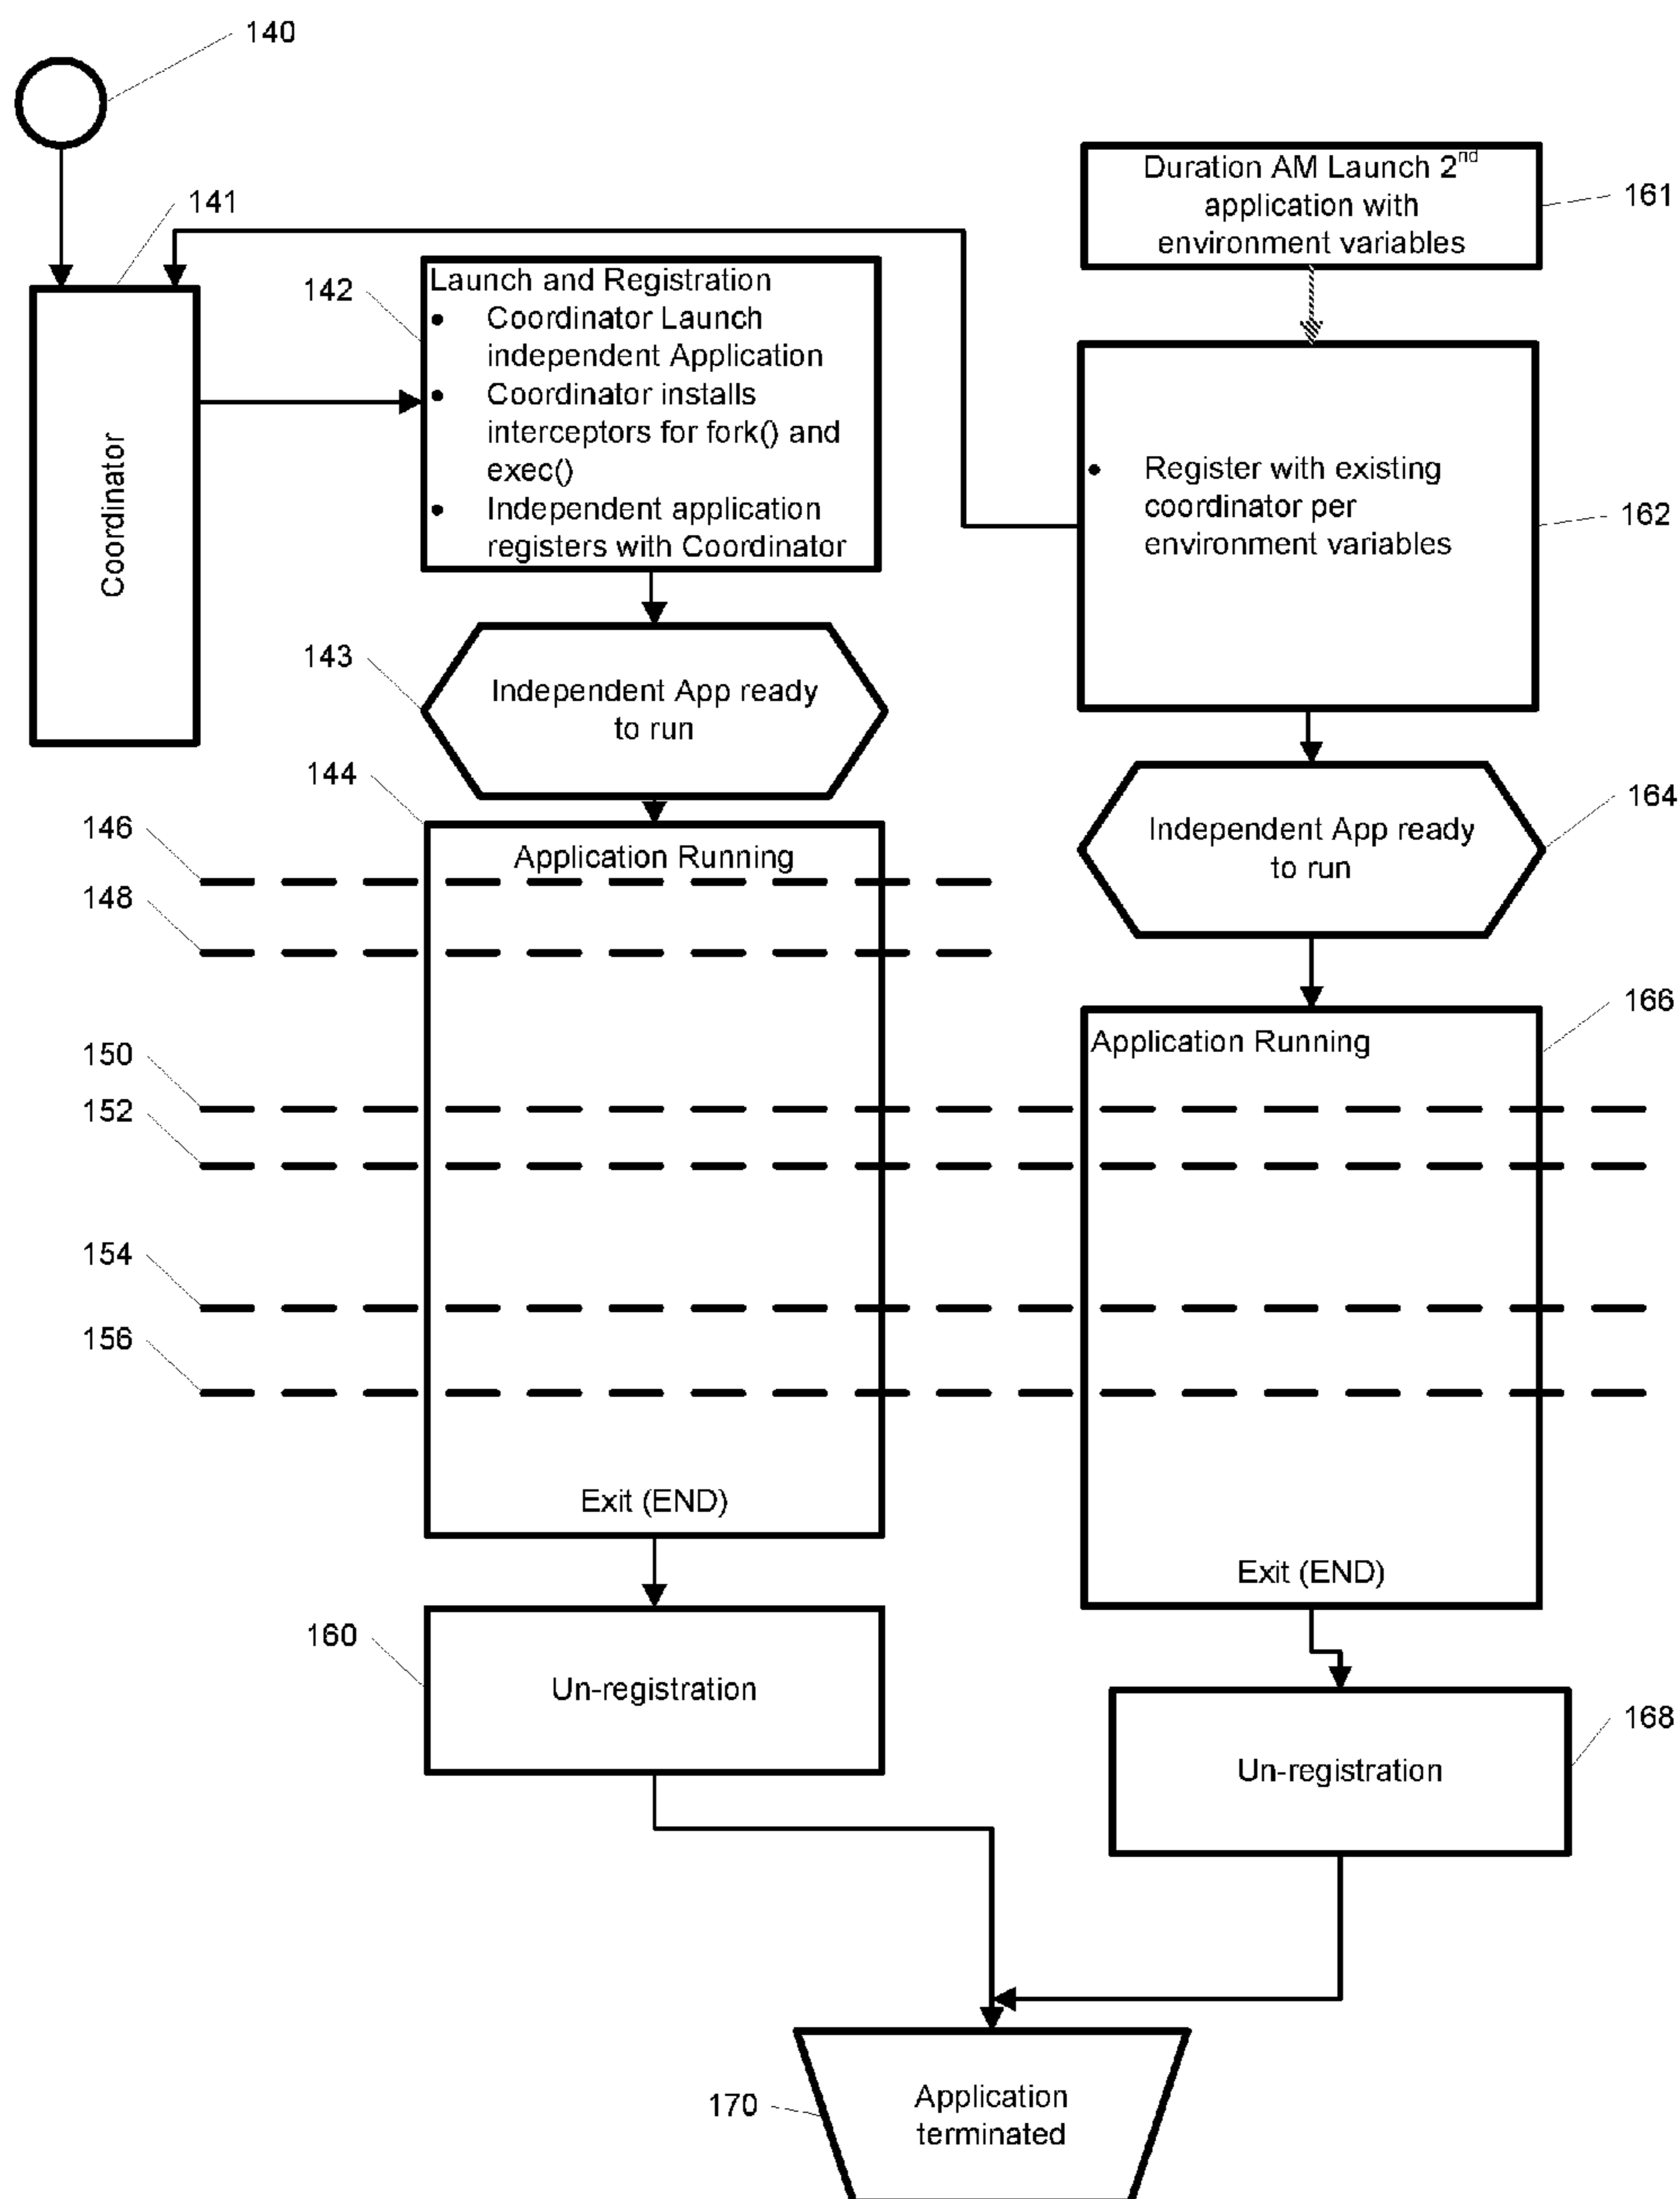 140
141
Coordinator
142
Launch and Registration
• Coordinator Launch
independent Application
• Coordinator installs
interceptors for fork() and
exec()
• Independent application
registers with Coordinator
143
Independent App ready
to run
144
Application Running
146
148
150
152
154
156
Exit (END)
160
Un-registration
Duration AM Launch 2nd
application with
environment variables
161
• Register with existing
coordinator per
environment variables
162
Independent App ready
to run
164
Application Running
166
Exit (END)
Un-registration
168
170
Application
terminated